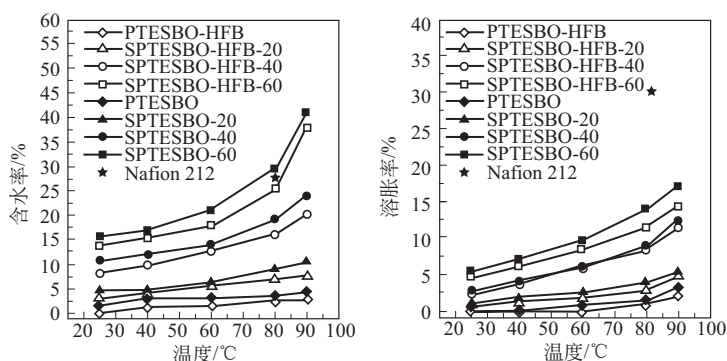 60
55
50
45
40
35
30
25
20
15
10
5
0
含水率/%
PTESBO-HFB
SPTESBO-HFB-20
SPTESBO-HFB-40
SPTESBO-HFB-60
PTESBO
SPTESBO-20
SPTESBO-40
SPTESBO-60
Nafion 212
20 30 40 50 60 70 80 90 100
温度/℃
40
35
30
25
20
15
10
5
0
溶胀率/%
PTESBO-HFB
SPTESBO-HFB-20
SPTESBO-HFB-40
SPTESBO-HFB-60
PTESBO
SPTESBO-20
SPTESBO-40
SPTESBO-60
Nafion 212
20 30 40 50 60 70 80 90 100
温度/℃